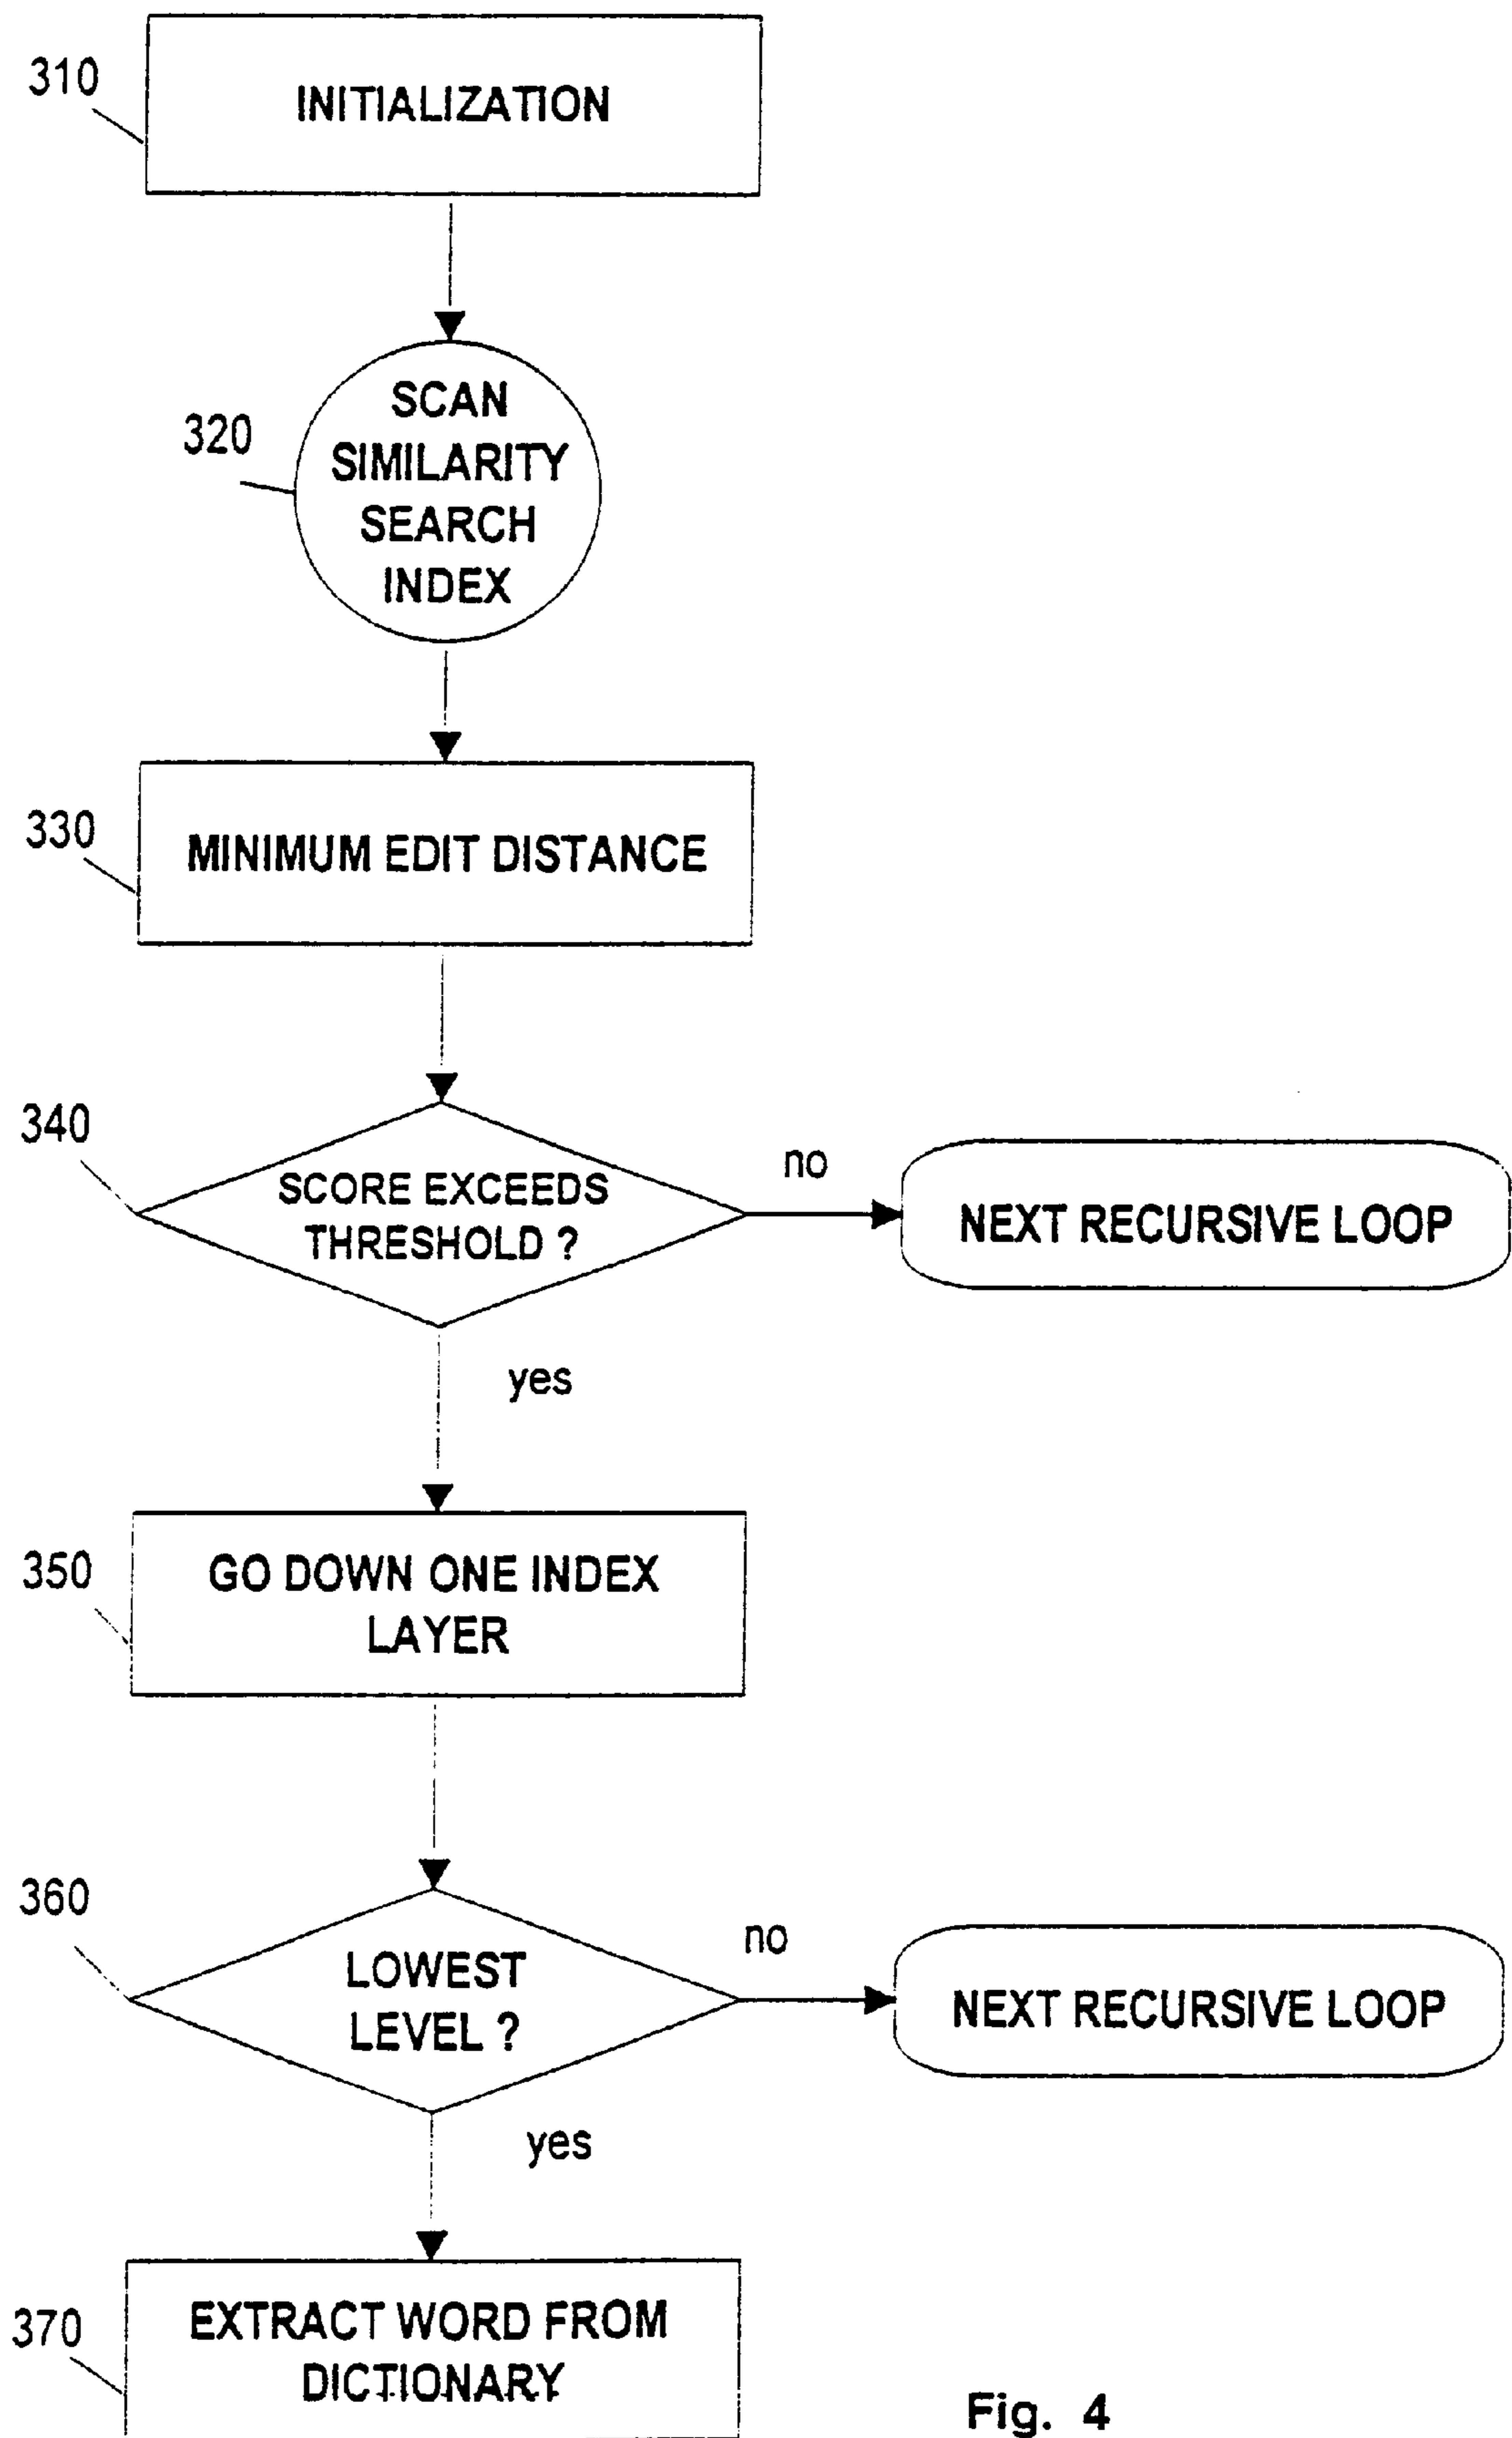 310
INITIALIZATION
320
SCAN
SIMILARITY
SEARCH
INDEX
330
MINIMUM EDIT DISTANCE
340
SCORE EXCEEDS
THRESHOLD ?
no
NEXT RECURSIVE LOOP
yes
350
GO DOWN ONE INDEX
LAYER
360
LOWEST
LEVEL ?
no
NEXT RECURSIVE LOOP
yes
370
EXTRACT WORD FROM
DICTIONARY
Fig. 4